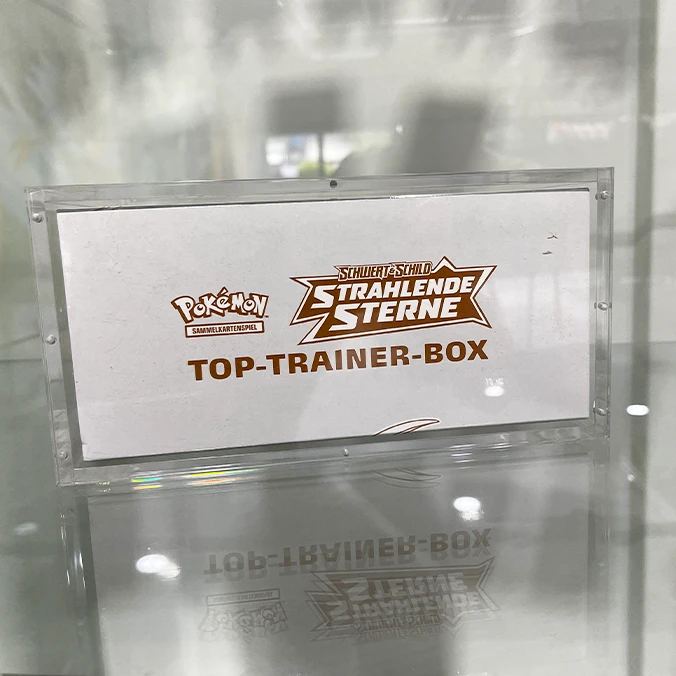 Pokémon
SAMMELKARTENSPIEL
SCHWERT & SCHILD
STRAHLENDE
STERNE
TOP-TRAINER-BOX